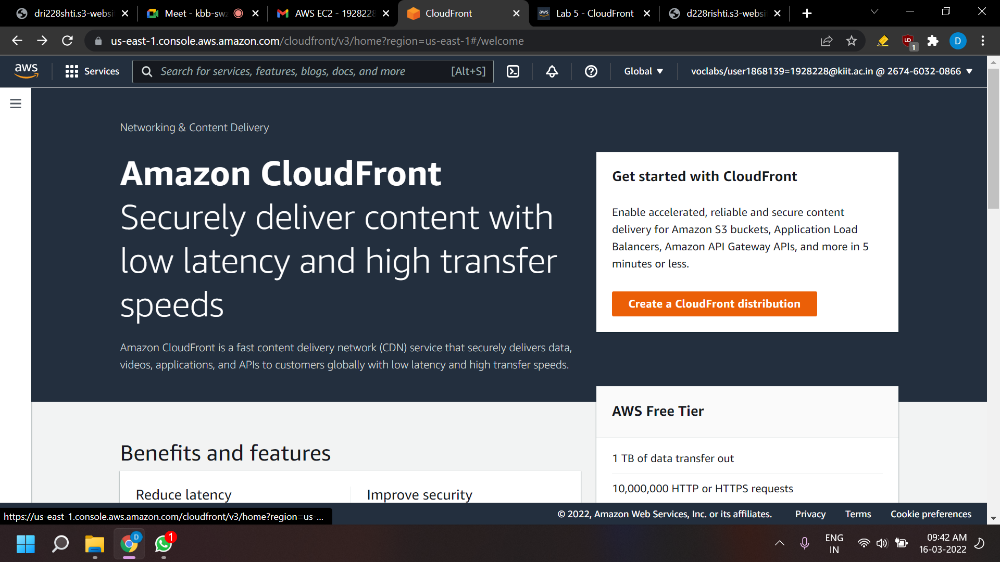 dri228shti.s3-websi
Meet - kbb-swz
AWS EC2 - 1928228
CloudFront
Lab 5 - CloudFront
d228rishti.s3-websi
us-east-1.console.aws.amazon.com/cloudfront/v3/home?region=us-east-1#/welcome
1
D
aws
Services
Search for services, features, blogs, docs, and more
[Alt+S]
Global
voclabs/user1868139=1928228@kiit.ac.in @ 2674-6032-0866
Networking & Content Delivery
Amazon CloudFront
Securely deliver content with
low latency and high transfer
speeds
Amazon CloudFront is a fast content delivery network (CDN) service that securely delivers data,
videos, applications, and APIs to customers globally with low latency and high transfer speeds.
Get started with CloudFront
Enable accelerated, reliable and secure content
delivery for Amazon S3 buckets, Application Load
Balancers, Amazon API Gateway APIs, and more in 5
minutes or less.
Create a CloudFront distribution
AWS Free Tier
1 TB of data transfer out
10,000,000 HTTP or HTTPS requests
Benefits and features
Reduce latency
Improve security
https://us-east-1.console.aws.amazon.com/cloudfront/v3/home?region=us-...
© 2022, Amazon Web Services, Inc. or its affiliates.
Privacy
Terms
Cookie preferences
D
1
ENG
IN
09:42 AM
16-03-2022